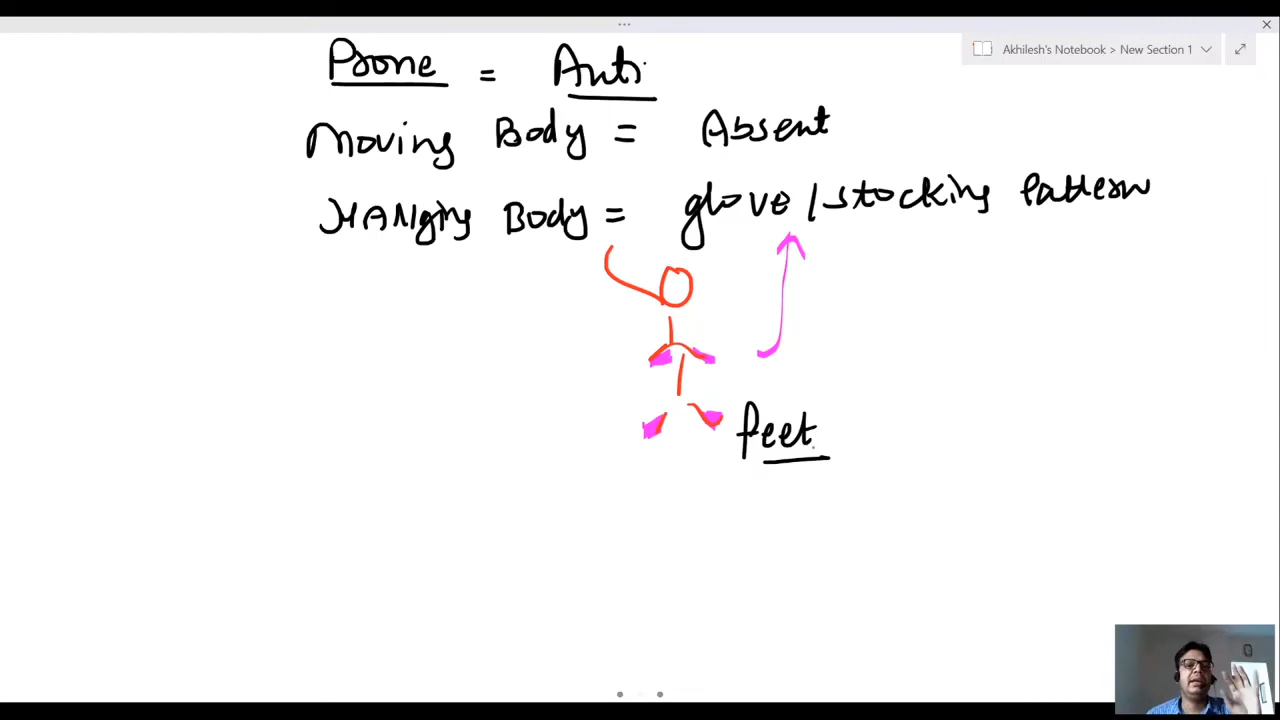 Akhilesh's Notebook > New Section 1
Prone = Anti
Moving Body = Absent
HANging Body = glove / stocking Pattern
feet